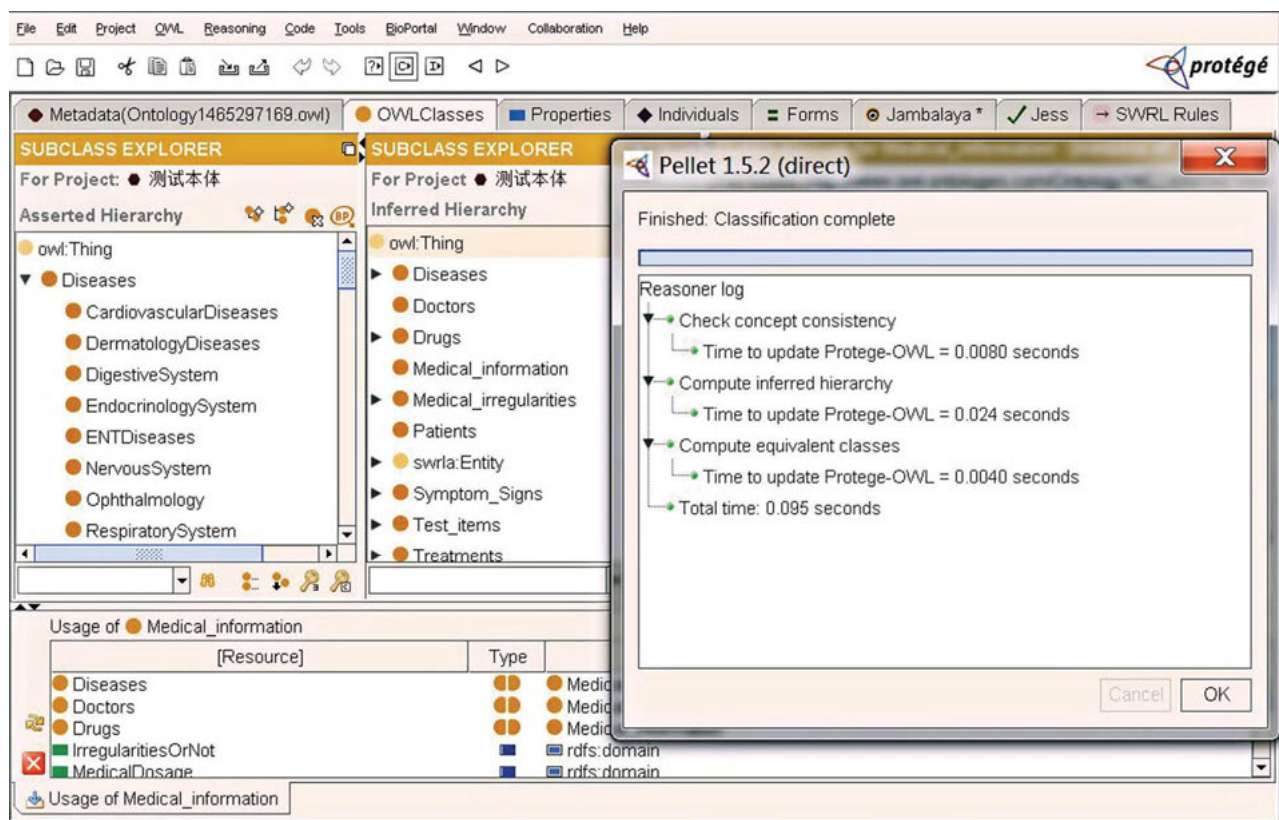 File Edit Project OWL Reasoning Code Tools BioPortal Window Collaboration Help
protégé
Metadata(Ontology1465297169.owl) OWLClasses Properties Individuals Forms Jambalaya * Jess SWRL Rules
SUBCLASS EXPLORER
For Project: 测试本体
Asserted Hierarchy
BP
owl:Thing
Diseases
CardiovascularDiseases
DermatologyDiseases
DigestiveSystem
EndocrinologySystem
ENTDiseases
NervousSystem
Ophthalmology
RespiratorySystem
SUBCLASS EXPLORER
For Project 测试本体
Inferred Hierarchy
owl:Thing
Diseases
Doctors
Drugs
Medical_information
Medical_irregularities
Patients
swrla:Entity
Symptom_Signs
Test_items
Treatments
Pellet 1.5.2 (direct)
Finished: Classification complete
Reasoner log
Check concept consistency
Time to update Protege-OWL = 0.0080 seconds
Compute inferred hierarchy
Time to update Protege-OWL = 0.024 seconds
Compute equivalent classes
Time to update Protege-OWL = 0.0040 seconds
Total time: 0.095 seconds
Cancel OK
Usage of Medical_information
[Resource] Type
Diseases Medic
Doctors Medic
Drugs Medic
IrregularitiesOrNot rdfs:domain
MedicalDosage rdfs:domain
Usage of Medical_information